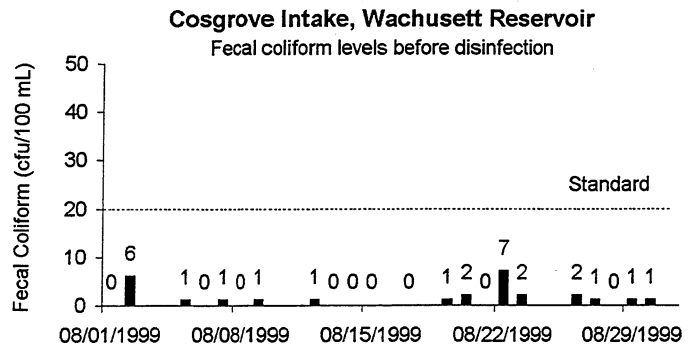 Cosgrove Intake, Wachusett Reservoir
Fecal coliform levels before disinfection
Fecal Coliform (cfu/100 mL)
50
40
30
20
10
0
Standard
0 6 1 0 1 0 1 1 0 0 0 0 1 2 0 7 2 2 1 0 1 1
08/01/1999 08/08/1999 08/15/1999 08/22/1999 08/29/1999